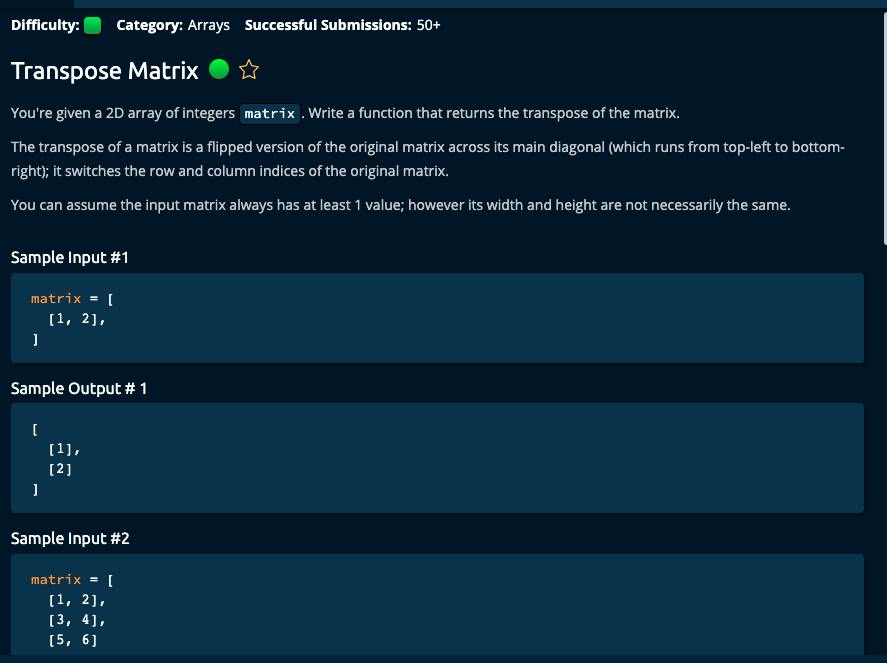 Difficulty: Category: Arrays Successful Submissions: 50+
Transpose Matrix
You're given a 2D array of integers matrix. Write a function that returns the transpose of the matrix.
The transpose of a matrix is a flipped version of the original matrix across its main diagonal (which runs from top-left to bottom-
right); it switches the row and column indices of the original matrix.
You can assume the input matrix always has at least 1 value; however its width and height are not necessarily the same.
Sample Input #1
matrix = [
[1, 2],
]
Sample Output # 1
[
[1],
[2]
]
Sample Input #2
matrix = [
[1, 2],
[3, 4],
[5, 6]